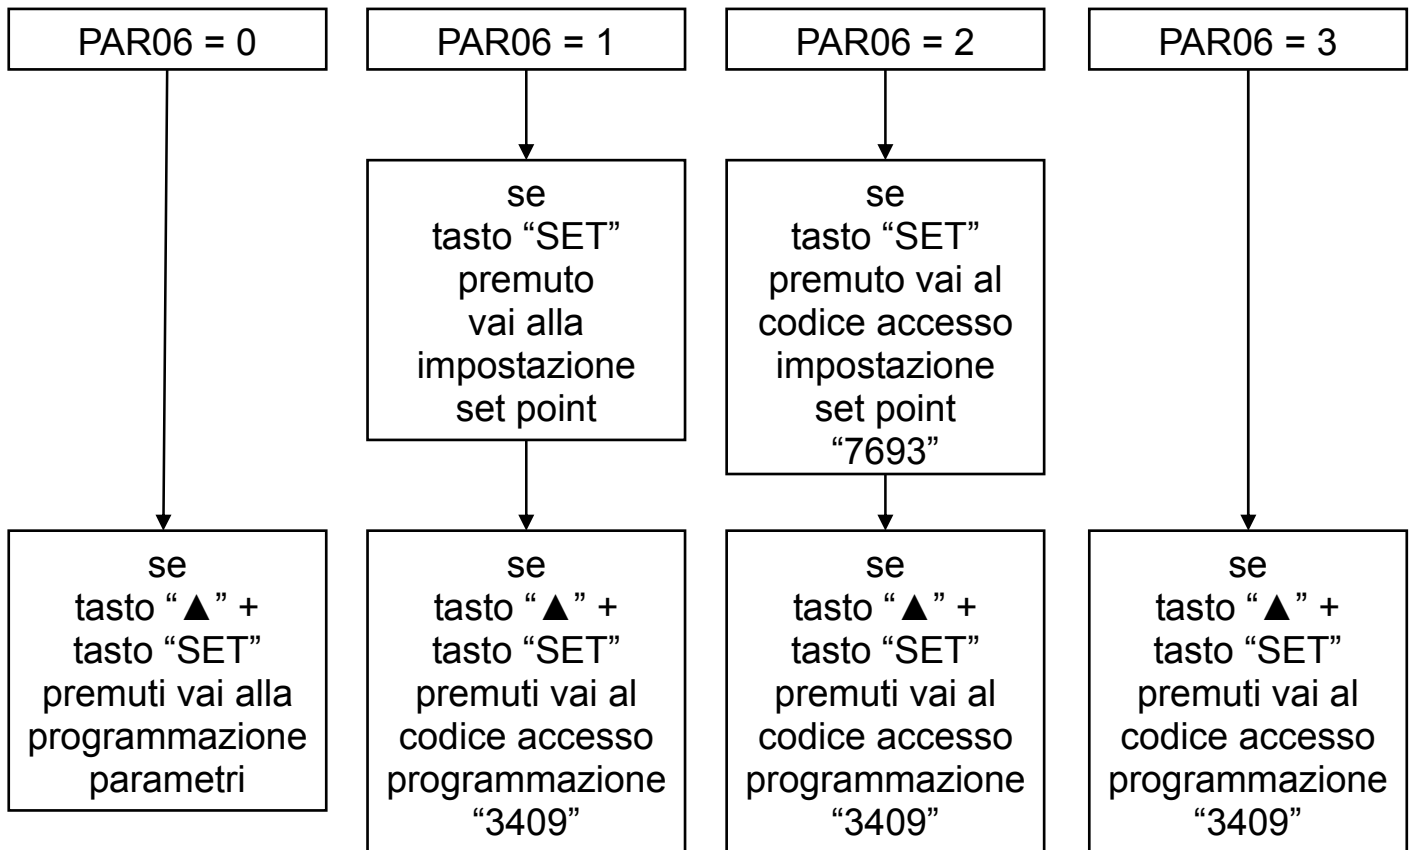 PAR06 = 0
PAR06 = 1
PAR06 = 2
PAR06 = 3
se
tasto “SET”
premuto
vai alla
impostazione
set point
se
tasto “SET”
premuto vai al
codice accesso
impostazione
set point
“7693”
se
tasto “▲” +
tasto “SET”
premuti vai alla
programmazione
parametri
se
tasto “▲” +
tasto “SET”
premuti vai al
codice accesso
programmazione
“3409”
se
tasto “▲” +
tasto “SET”
premuti vai al
codice accesso
programmazione
“3409”
se
tasto “▲” +
tasto “SET”
premuti vai al
codice accesso
programmazione
“3409”